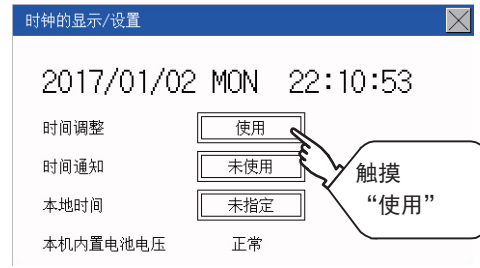 时钟的显示/设置
2017/01/02 MON 22:10:53
时间调整 使用
时间通知 未使用
本地时间 未指定
本机内置电池电压 正常
触摸
“使用”